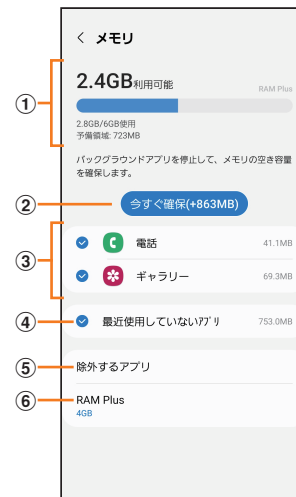 < メモリ
2.4GB利用可能
RAM Plus
①
2.8GB/6GB使用
予備領域: 723MB
バックグラウンドアプリを停止して、メモリの空き容量
を確保します。
② 今すぐ確保(+863MB)
電話 41.1MB
③
ギャラリー 69.3MB
④ 最近使用していないｱﾌﾟﾘ 753.0MB
⑤ 除外するアプリ
⑥ RAM Plus
4GB